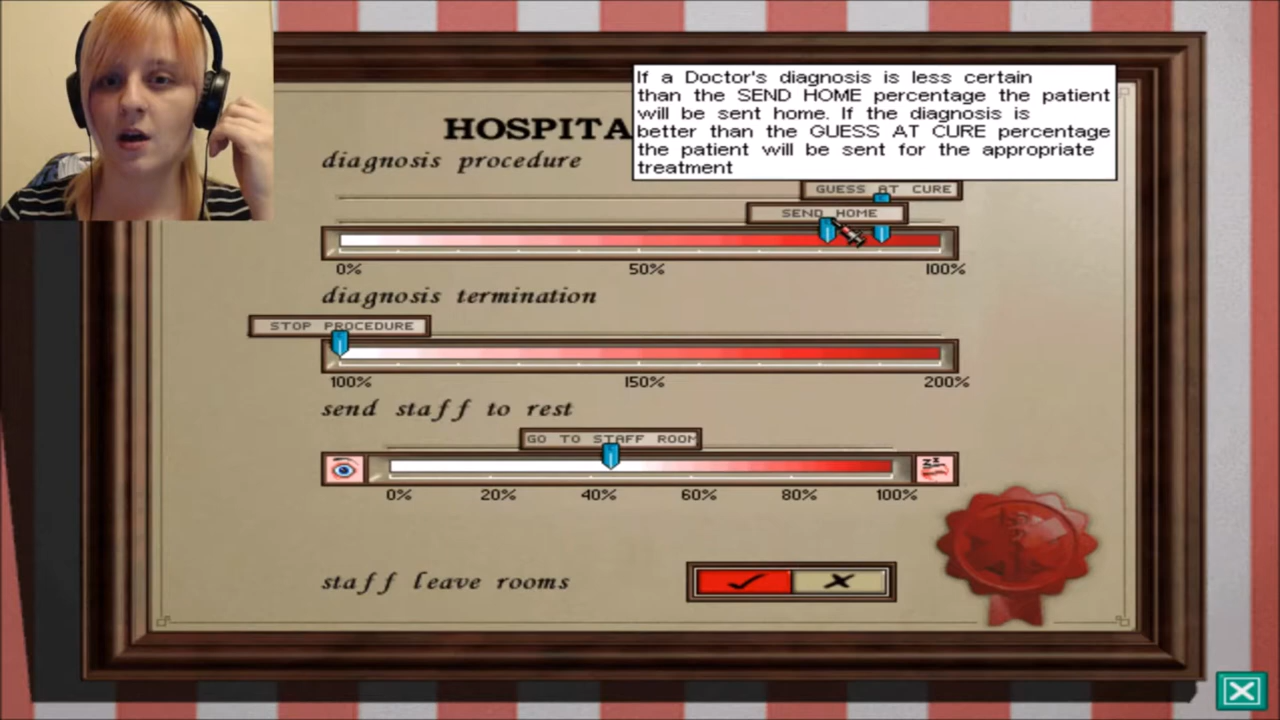 If a Doctor's diagnosis is less certain
than the SEND HOME percentage the patient
will be sent home. If the diagnosis is
better than the GUESS AT CURE percentage
the patient will be sent for the appropriate
treatment
HOSPITA
diagnosis procedure
GUESS AT CURE
SEND HOME
0% 50% 100%
diagnosis termination
STOP PROCEDURE
100% 150% 200%
send staff to rest
GO TO STAFF ROOM
0% 20% 40% 60% 80% 100%
staff leave rooms